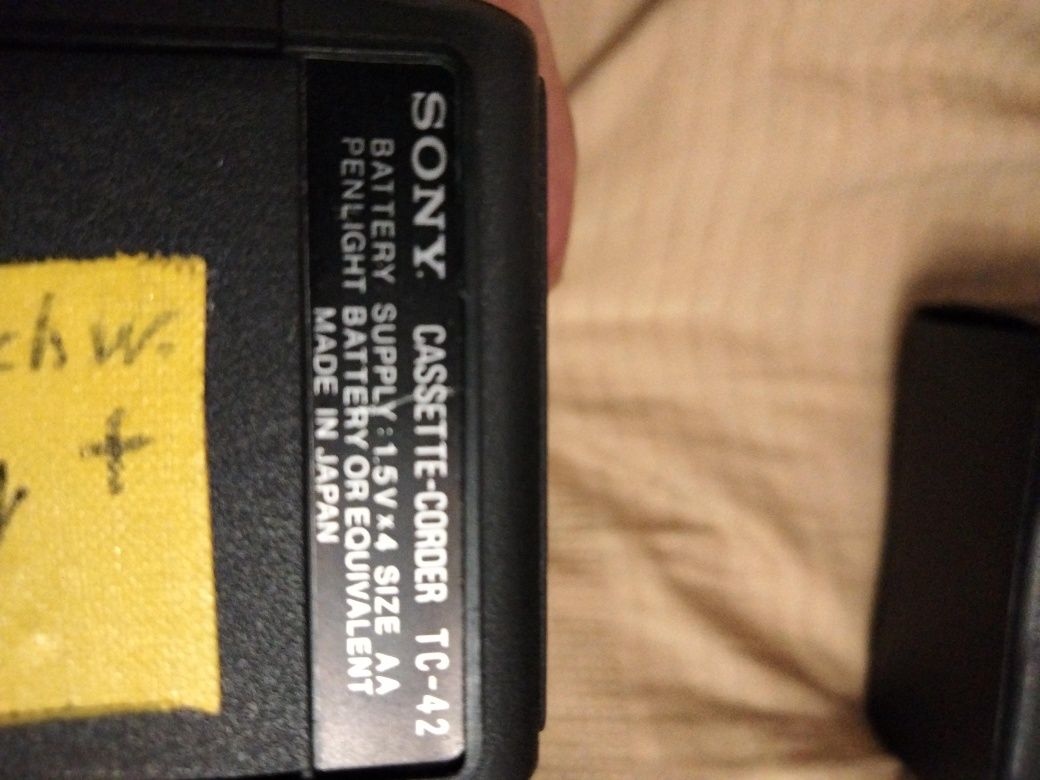 SONY. CASSETTE-CORDER TC-42
BATTERY SUPPLY: 1.5V x 4 SIZE AA
PENLIGHT BATTERY OR EQUIVALENT
MADE IN JAPAN
+